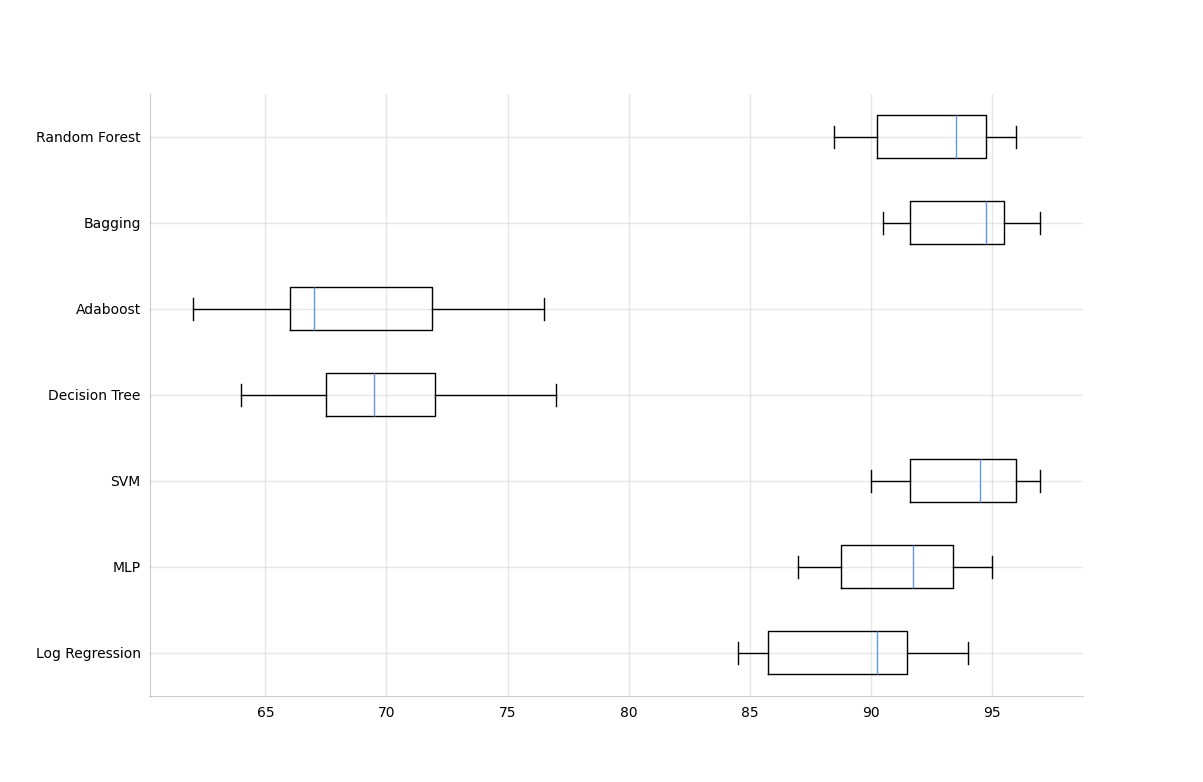 Random Forest
Bagging
Adaboost
Decision Tree
SVM
MLP
Log Regression
65 70 75 80 85 90 95